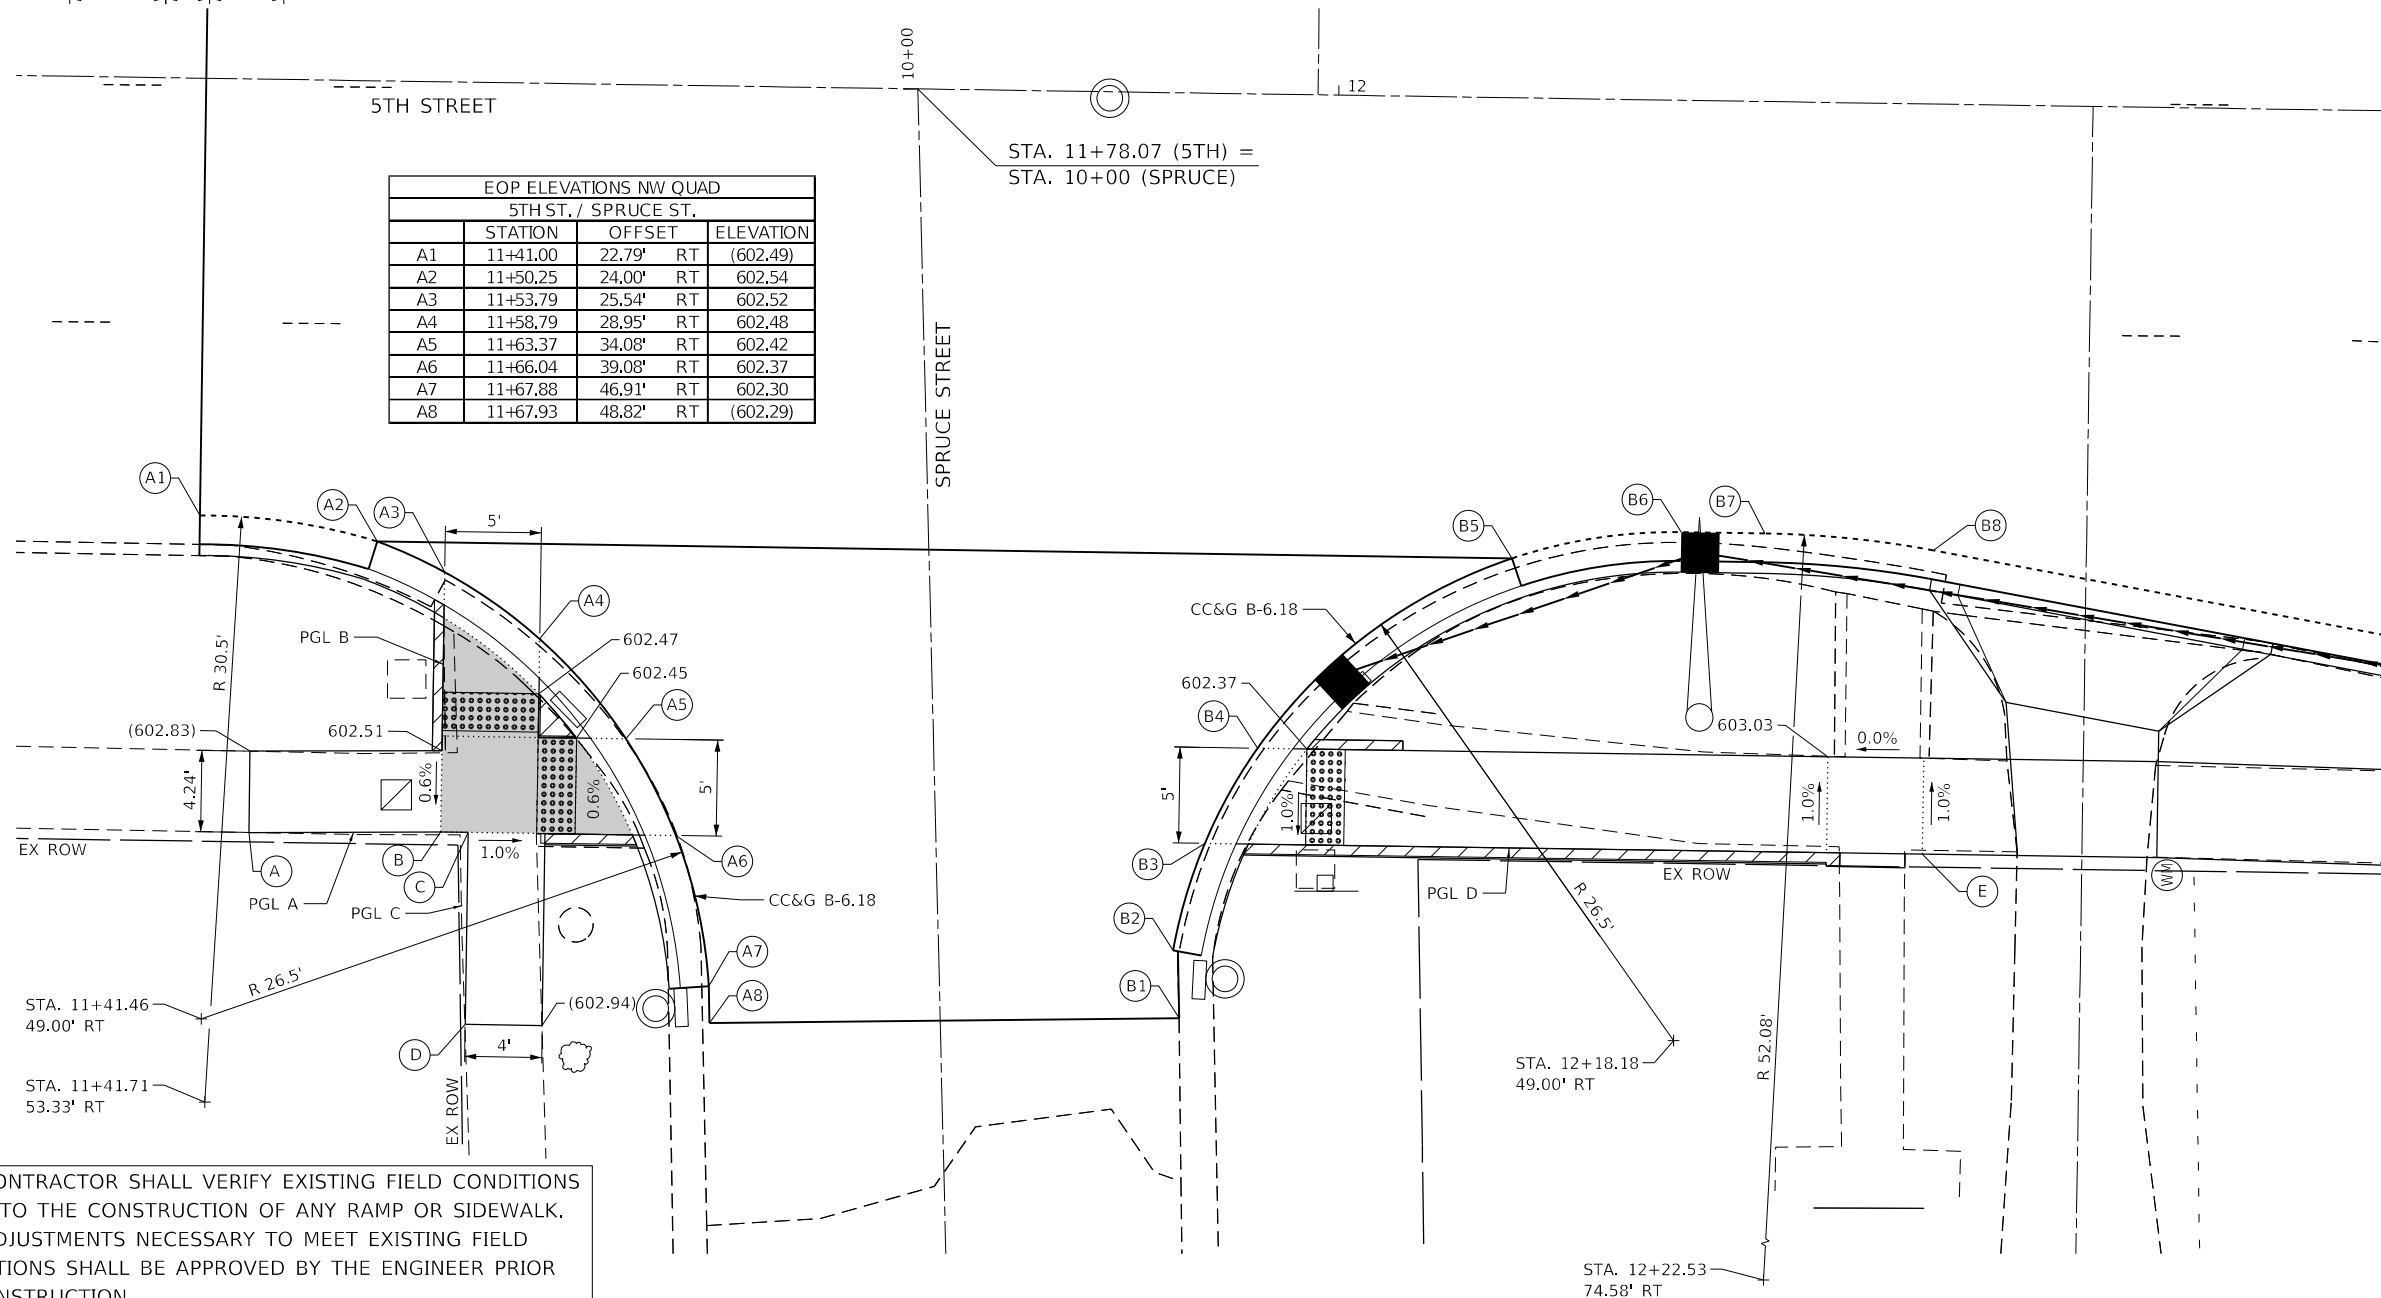 10+00
12
5TH STREET
STA. 11+78.07 (5TH) =
STA. 10+00 (SPRUCE)
EOP ELEVATIONS NW QUAD
5TH ST. / SPRUCE ST.
STATION OFFSET ELEVATION
A1 11+41.00 22.79' RT (602.49)
A2 11+50.25 24.00' RT 602.54
A3 11+53.79 25.54' RT 602.52
A4 11+58.79 28.95' RT 602.48
A5 11+63.37 34.08' RT 602.42
A6 11+66.04 39.08' RT 602.37
A7 11+67.88 46.91' RT 602.30
A8 11+67.93 48.82' RT (602.29)
SPRUCE STREET
A1
A2
A3
5'
B5
B6
B7
B8
A4
CC&G B-6.18
PGL B
602.47
R 30.5'
602.45
602.37
A5
B4
(602.83)
602.51
603.03
0.0%
4.24'
0.6%
0.6%
5'
5'
1.0%
1.0%
1.0%
EX ROW
A
B
C
1.0%
A6
B3
EX ROW
WM
E
PGL A
PGL C
CC&G B-6.18
PGL D
R 26.5'
B2
A7
R 26.5'
B1
A8
STA. 11+41.46
49.00' RT
(602.94)
D
4'
R 52.08'
STA. 12+18.18
49.00' RT
STA. 11+41.71
53.33' RT
EX ROW
ONTRACTOR SHALL VERIFY EXISTING FIELD CONDITIONS
TO THE CONSTRUCTION OF ANY RAMP OR SIDEWALK.
DJUSTMENTS NECESSARY TO MEET EXISTING FIELD
TIONS SHALL BE APPROVED BY THE ENGINEER PRIOR
NSTRUCTION
STA. 12+22.53
74.58' RT